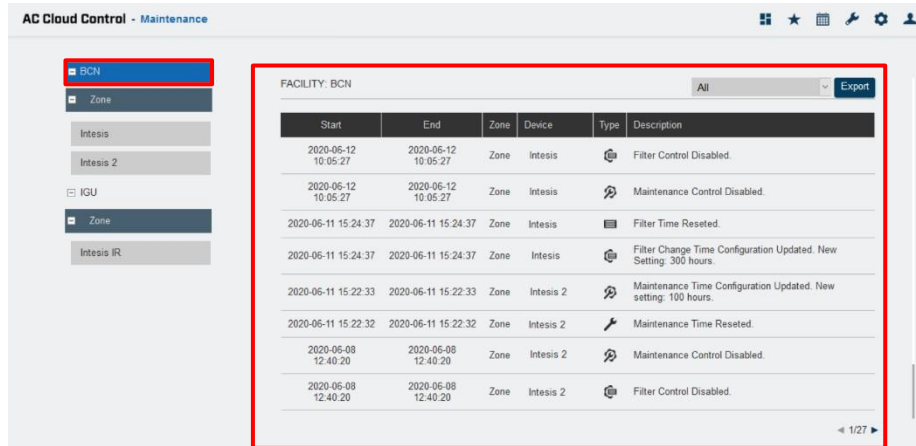 AC Cloud Control - Maintenance
BCN
Zone
Intesis
Intesis 2
IGU
Zone
Intesis IR
FACILITY: BCN
All
Export
Start End Zone Device Type Description
2020-06-12
10:05:27
2020-06-12
10:05:27
Zone Intesis Filter Control Disabled.
2020-06-12
10:05:27
2020-06-12
10:05:27
Zone Intesis Maintenance Control Disabled.
2020-06-11 15:24:37 2020-06-11 15:24:37 Zone Intesis Filter Time Reseted.
2020-06-11 15:24:37 2020-06-11 15:24:37 Zone Intesis Filter Change Time Configuration Updated. New
Setting: 300 hours.
2020-06-11 15:22:33 2020-06-11 15:22:33 Zone Intesis 2 Maintenance Time Configuration Updated. New
setting: 100 hours.
2020-06-11 15:22:32 2020-06-11 15:22:32 Zone Intesis 2 Maintenance Time Reseted.
2020-06-08
12:40:20
2020-06-08
12:40:20
Zone Intesis 2 Maintenance Control Disabled.
2020-06-08
12:40:20
2020-06-08
12:40:20
Zone Intesis 2 Filter Control Disabled.
1/27